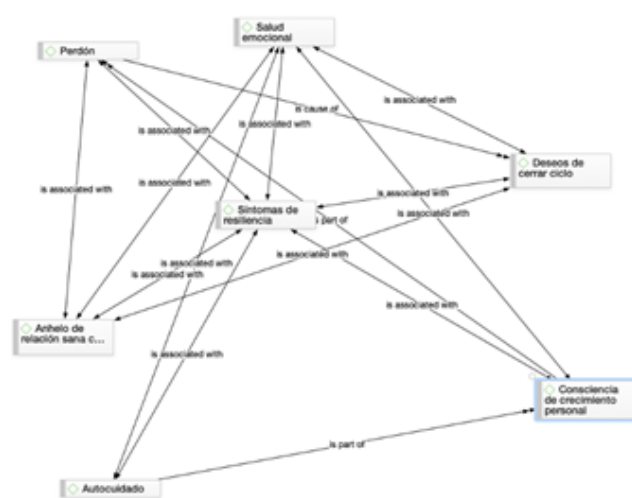 Salud
emocional
Perdón
is associated with
is cause of
is associated with
is associated with
Deseos de
cerrar ciclo
is associated with
is associated with
is associated with
Síntomas de
resiliencia
is associated with
is part of
is associated with
is associated with
is associated with
is associated with
Anhelo de
relación sana c...
is associated with
Consciencia
de crecimiento
personal
is part of
Autocuidado